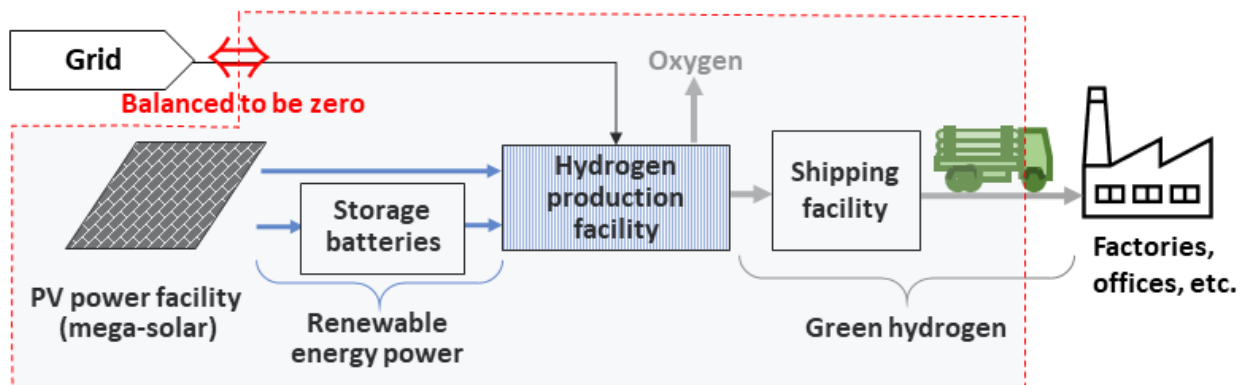 Grid
Balanced to be zero
Oxygen
Hydrogen
production
facility
Shipping
facility
Storage
batteries
PV power facility
(mega-solar)
Renewable
energy power
Green hydrogen
Factories,
offices, etc.